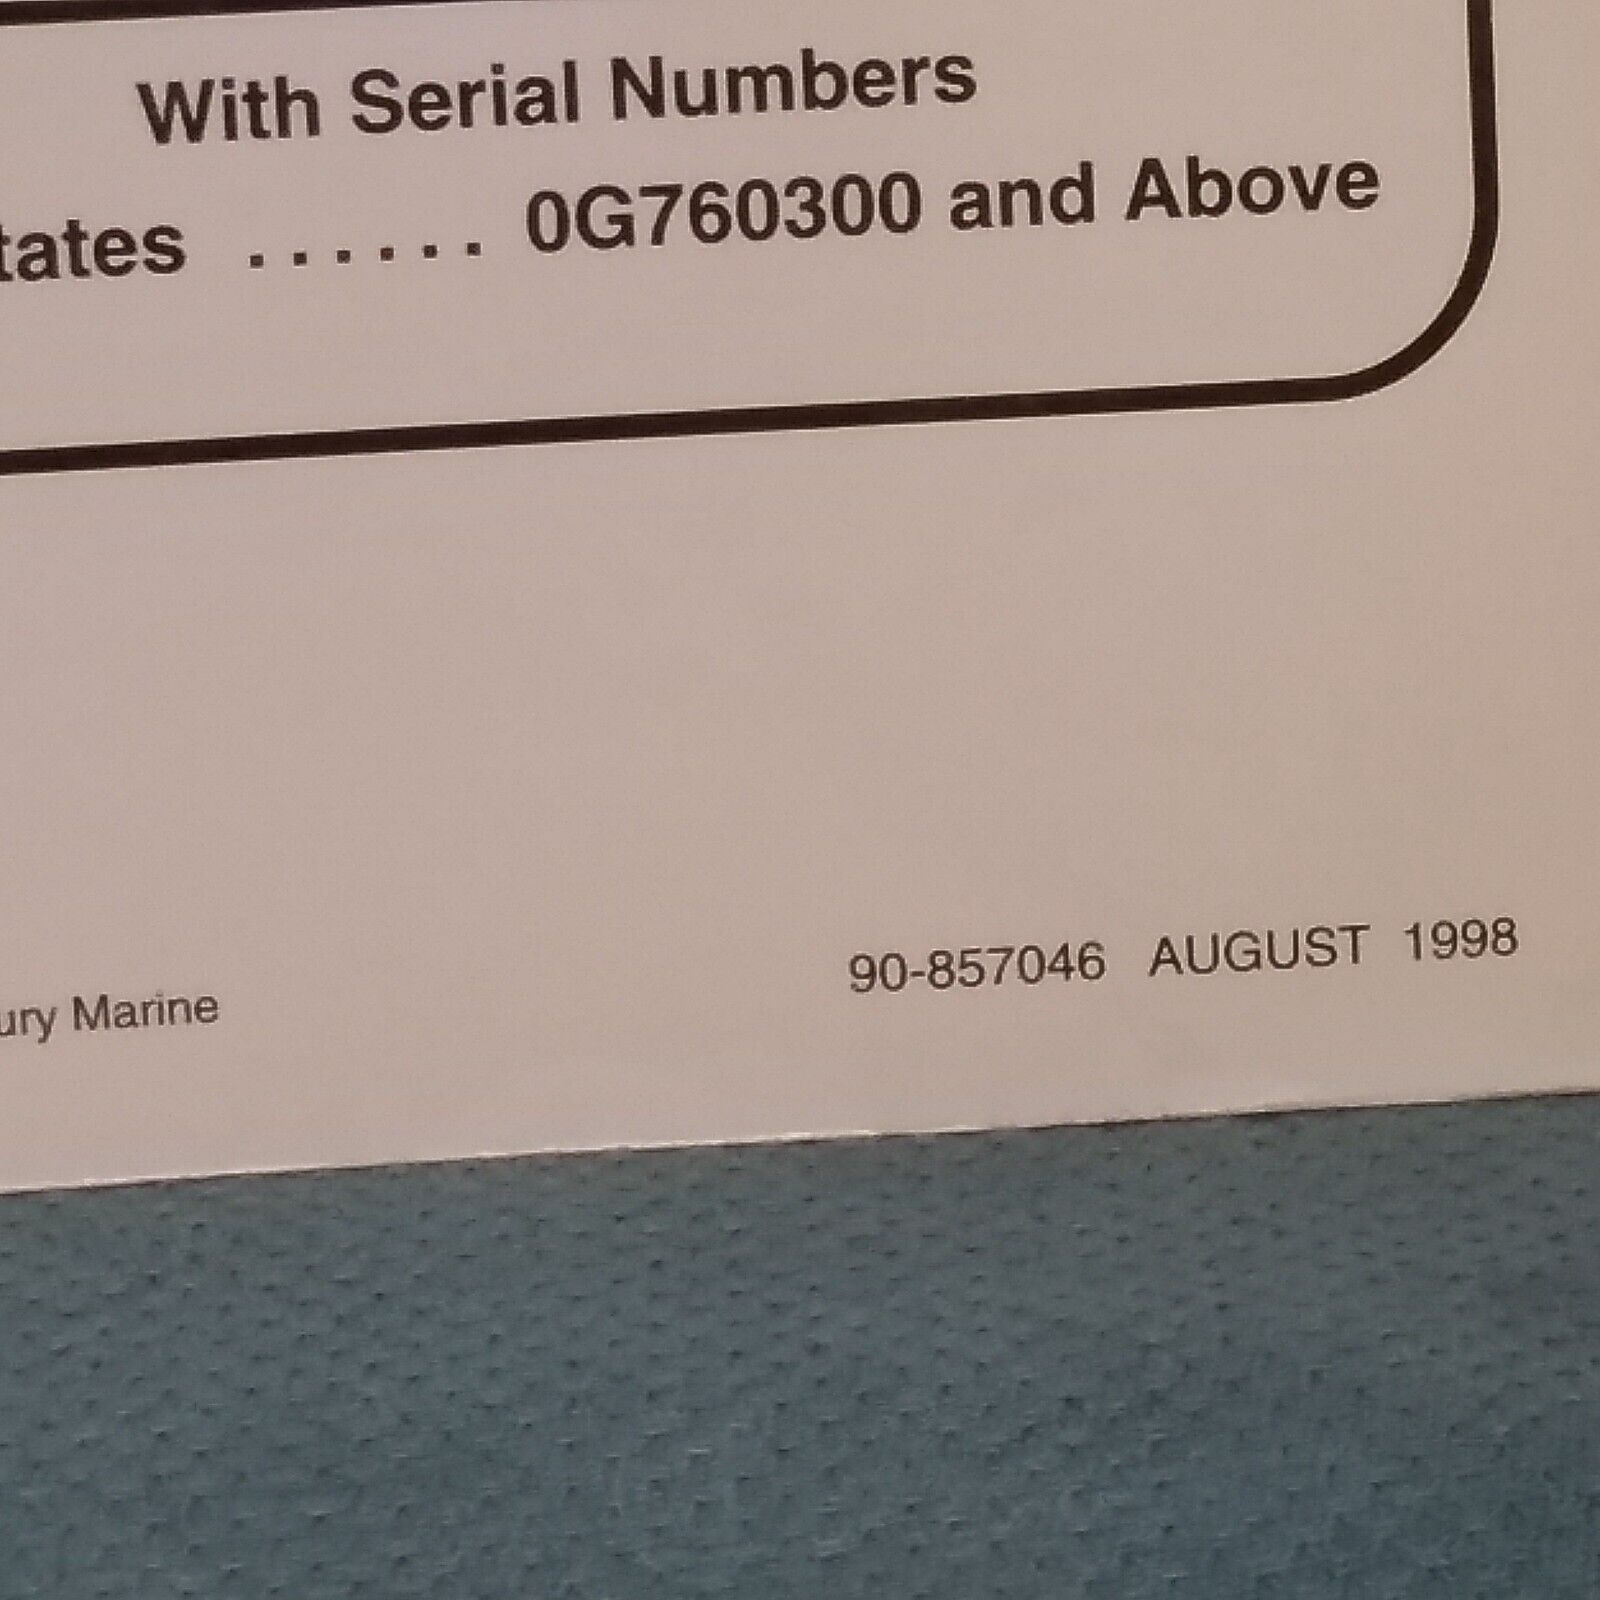 With Serial Numbers
tates ...... 0G760300 and Above
ury Marine
90-857046 AUGUST 1998